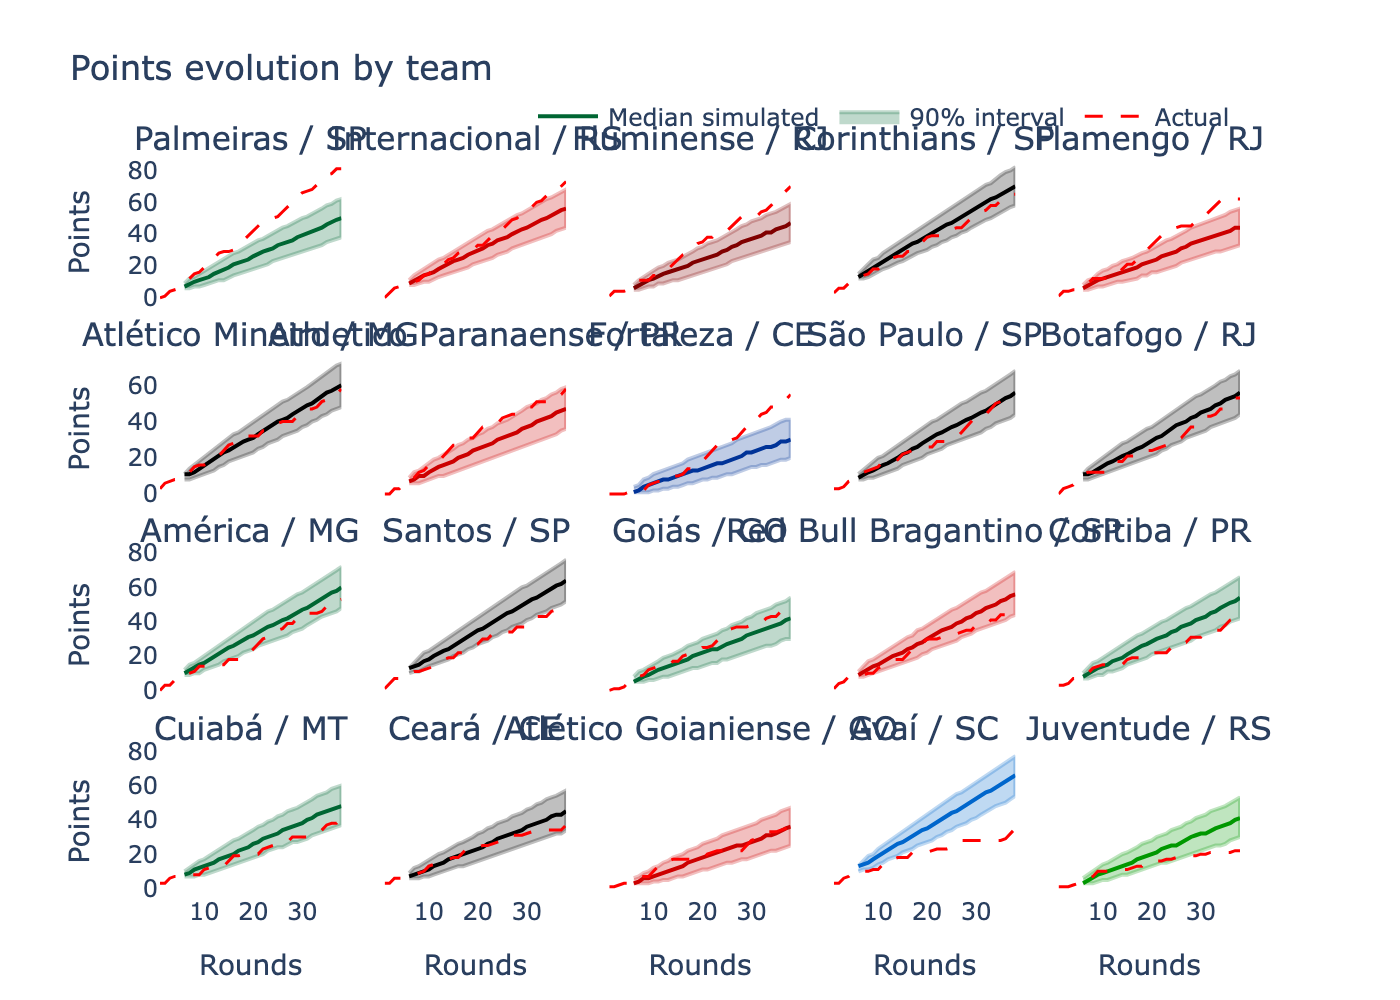 Points evolution by team
Median simulated 90% interval Actual
Palmeiras / SP Internacional / RS Fluminense / RJ Corinthians / SP Flamengo / RJ
80
60
40
20
0
Points
Atlético Mineiro / MG Athletico Paranaense / PR Fortaleza / CE São Paulo / SP Botafogo / RJ
60
40
20
0
Points
América / MG Santos / SP Goiás / GO Red Bull Bragantino / SP Coritiba / PR
80
60
40
20
0
Points
Cuiabá / MT Ceará / CE Atlético Goianiense / GO Avaí / SC Juventude / RS
80
60
40
20
0
Points
10 20 30 10 20 30 10 20 30 10 20 30 10 20 30
Rounds Rounds Rounds Rounds Rounds